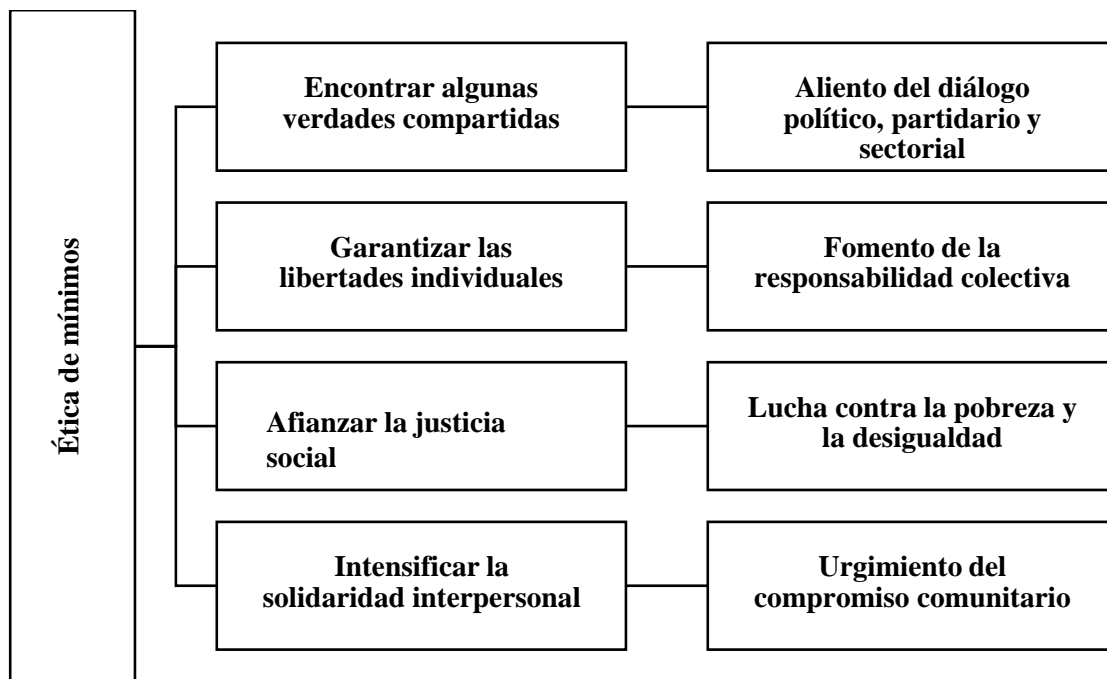 Ética de mínimos
Encontrar algunas
verdades compartidas
Aliento del diálogo
político, partidario y
sectorial
Garantizar las
libertades individuales
Fomento de la
responsabilidad colectiva
Afianzar la justicia
social
Lucha contra la pobreza y
la desigualdad
Intensificar la
solidaridad interpersonal
Urgimiento del
compromiso comunitario